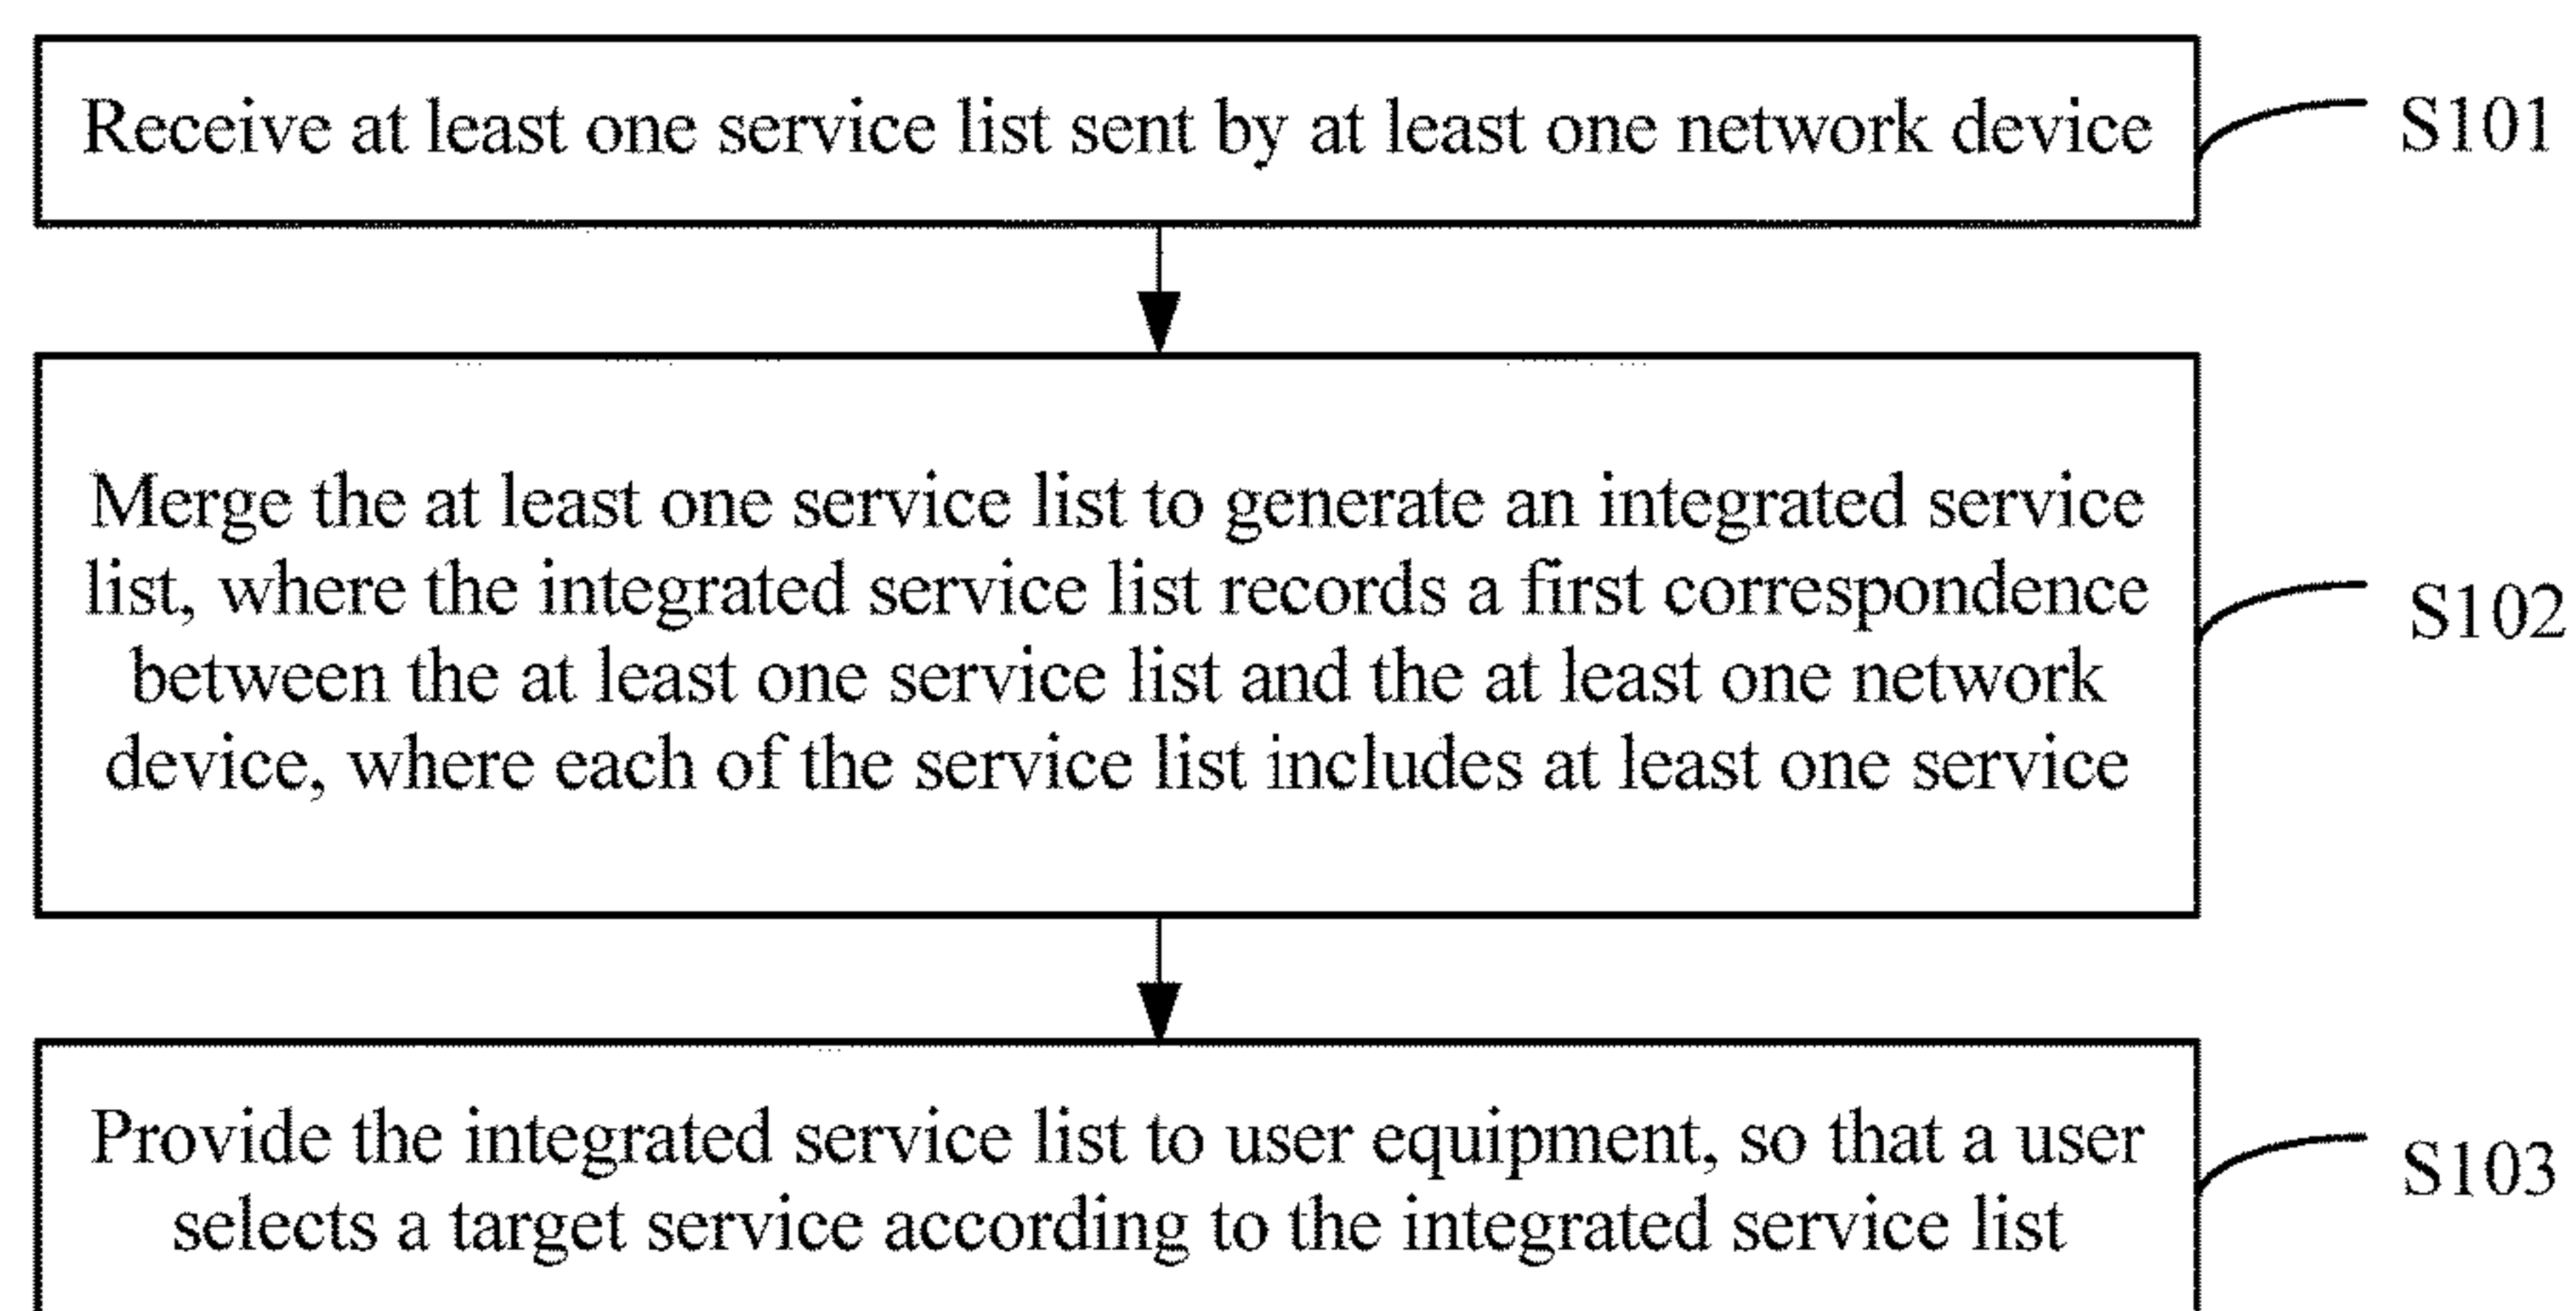 Receive at least one service list sent by at least one network device
S101
Merge the at least one service list to generate an integrated service
list, where the integrated service list records a first correspondence
between the at least one service list and the at least one network
device, where each of the service list includes at least one service
S102
Provide the integrated service list to user equipment, so that a user
selects a target service according to the integrated service list
S103